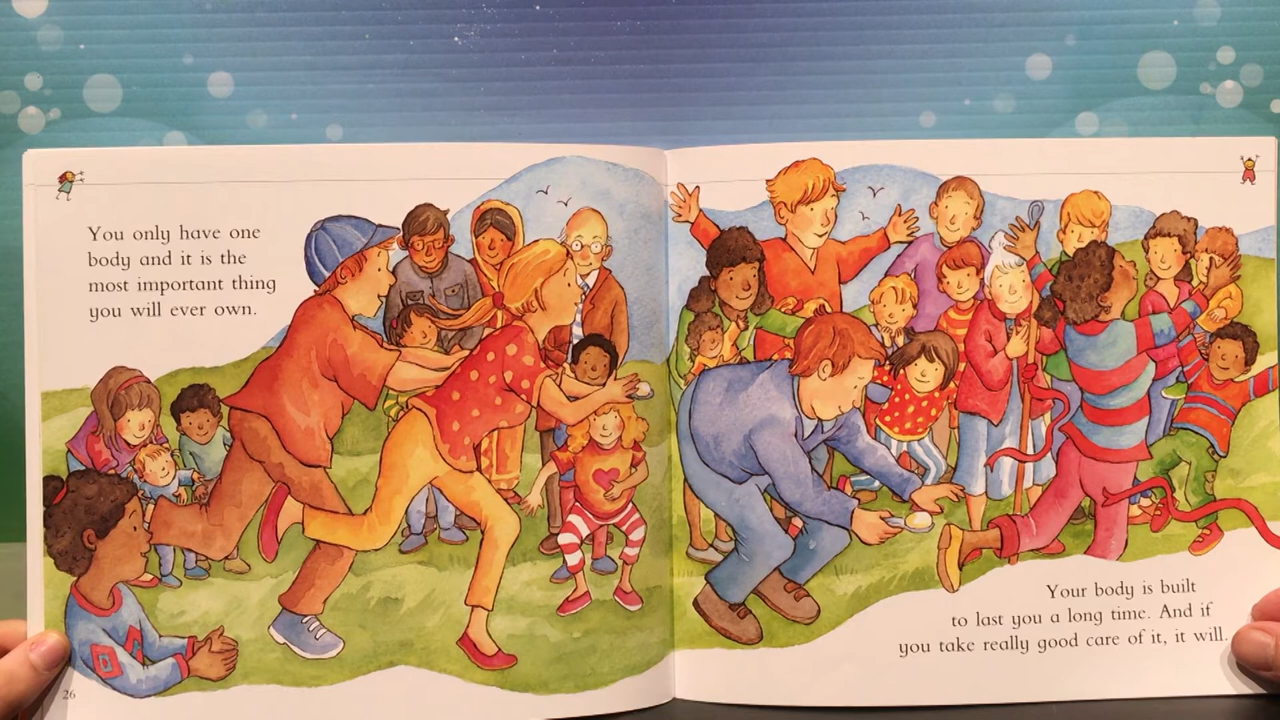 You only have one
body and it is the
most important thing
you will ever own.
26
Your body is built
to last you a long time. And if
you take really good care of it, it will.